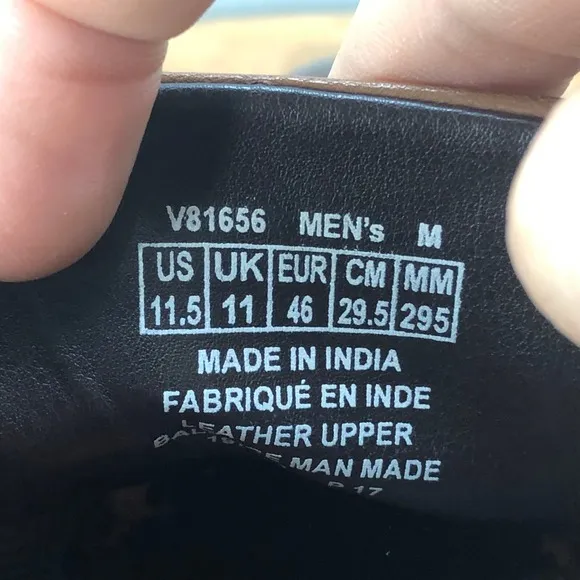 V81656 MEN's M
US UK EUR CM MM
11.5 11 46 29.5 295
MADE IN INDIA
FABRIQUÉ EN INDE
LEATHER UPPER
MAN MADE
17